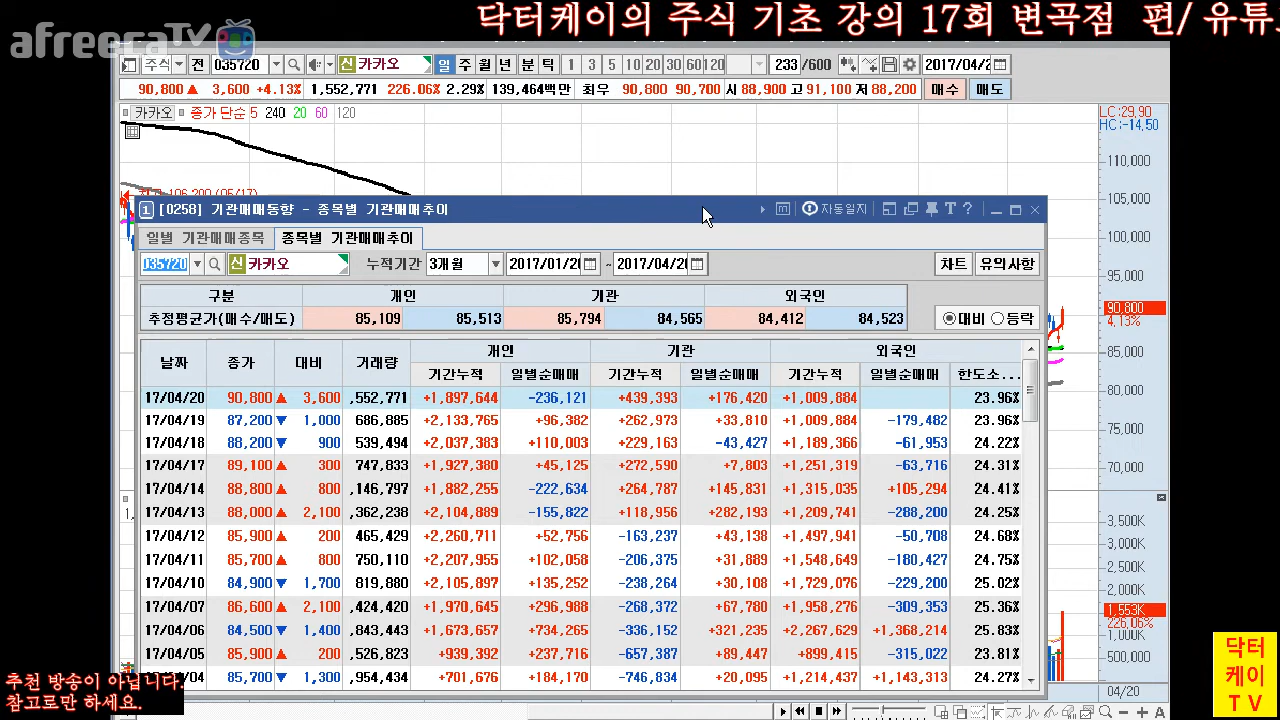 닥터케이의 주식 기초 강의 17회 변곡점 편/ 유튜
afreecaTV
주식 전 035720 신 카카오 일 주 월 년 분 틱 1 3 5 10 20 30 60 120 233 /600 2017/04/2
90,800 ▲ 3,600 +4.13% 1,552,771 226.06% 2.29% 139,464백만 최우 90,800 90,700 시 88,900 고 91,100 저 88,200 매수 매도
카카오 종가 단순 5 240 20 60 120
LC:29,90
HC:-14,50
110,000
105,000
100,000
95,000
90,800
4,13%
85,000
80,000
75,000
70,000
3,500K
3,000K
2,500K
2,000K
1,553K
226,06%
1,000K
500,000
04/20
106,200 (05/17)
1 [0258] 기관매매동향 - 종목별 기관매매추이 자동일지 T ?
일별 기관매매종목 종목별 기관매매추이
035720 신 카카오 누적기간 3개월 2017/01/20 ~ 2017/04/20 차트 유의사항
구분 개인 기관 외국인
추정평균가(매수/매도) 85,109 85,513 85,794 84,565 84,412 84,523 대비 등락
날짜 종가 대비 거래량 개인 기관 외국인
기간누적 일별순매매 기간누적 일별순매매 기간누적 일별순매매 한도소...
17/04/20 90,800 ▲ 3,600 ,552,771 +1,897,644 -236,121 +439,393 +176,420 +1,009,884 23.96%
17/04/19 87,200 ▼ 1,000 686,885 +2,133,765 +96,382 +262,973 +33,810 +1,009,884 -179,482 23.96%
17/04/18 88,200 ▼ 900 539,494 +2,037,383 +110,003 +229,163 -43,427 +1,189,366 -61,953 24.22%
17/04/17 89,100 ▲ 300 747,833 +1,927,380 +45,125 +272,590 +7,803 +1,251,319 -63,716 24.31%
17/04/14 88,800 ▲ 800 ,146,797 +1,882,255 -222,634 +264,787 +145,831 +1,315,035 +105,294 24.41%
17/04/13 88,000 ▲ 2,100 ,362,238 +2,104,889 -155,822 +118,956 +282,193 +1,209,741 -288,200 24.25%
17/04/12 85,900 ▲ 200 465,429 +2,260,711 +52,756 -163,237 +43,138 +1,497,941 -50,708 24.68%
17/04/11 85,700 ▲ 800 750,110 +2,207,955 +102,058 -206,375 +31,889 +1,548,649 -180,427 24.75%
17/04/10 84,900 ▼ 1,700 819,880 +2,105,897 +135,252 -238,264 +30,108 +1,729,076 -229,200 25.02%
17/04/07 86,600 ▲ 2,100 ,424,420 +1,970,645 +296,988 -268,372 +67,780 +1,958,276 -309,353 25.36%
17/04/06 84,500 ▼ 1,400 ,843,443 +1,673,657 +734,265 -336,152 +321,235 +2,267,629 +1,368,214 25.83%
17/04/05 85,900 ▲ 200 ,526,823 +939,392 +237,716 -657,387 +89,447 +899,415 -315,022 23.81%
/04 85,700 ▼ 1,300 ,954,434 +701,676 +184,170 -746,834 +20,095 +1,214,437 +1,143,313 24.27%
추천 방송이 아닙니다.
참고로만 하세요.
닥터
케이
T V